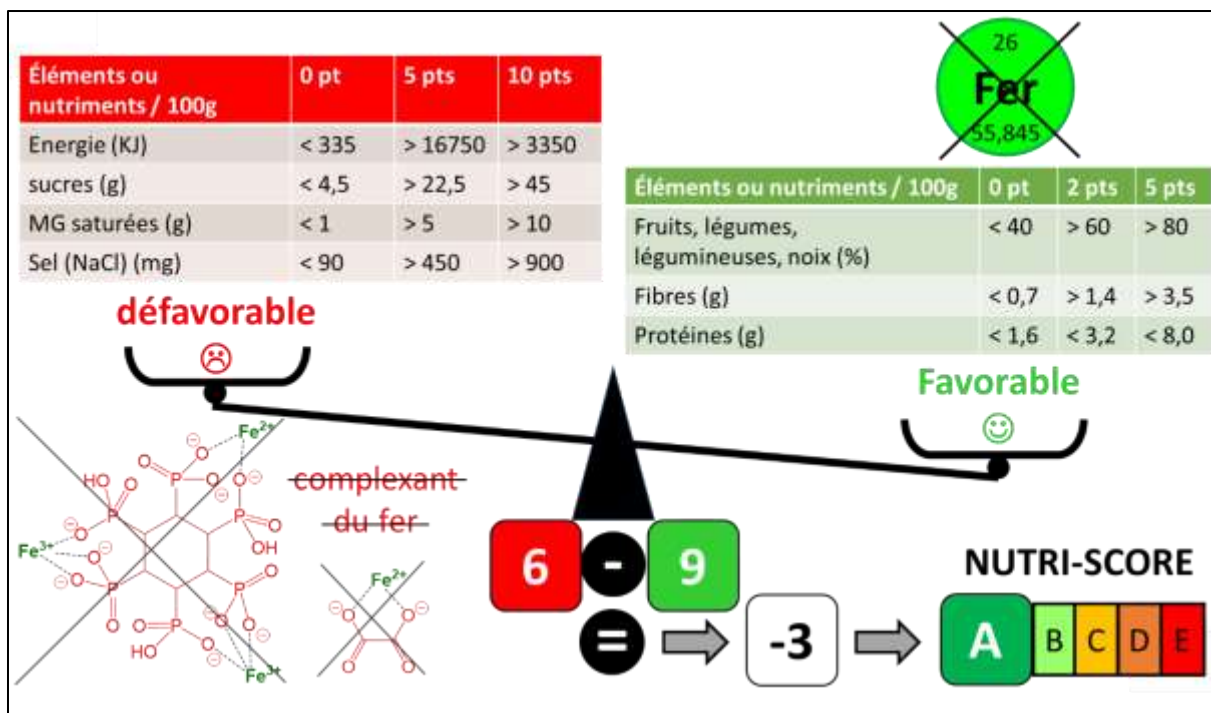 Éléments ou nutriments / 100g 0 pt 5 pts 10 pts
Energie (KJ) < 335 > 16750 > 3350
sucres (g) < 4,5 > 22,5 > 45
MG saturées (g) < 1 > 5 > 10
Sel (NaCl) (mg) < 90 > 450 > 900
26
Fer
55,845
Éléments ou nutriments / 100g 0 pt 2 pts 5 pts
Fruits, légumes, légumineuses, noix (%) < 40 > 60 > 80
Fibres (g) < 0,7 > 1,4 > 3,5
Protéines (g) < 1,6 < 3,2 < 8,0
défavorable
Favorable
Fe2+
O P O O
HO O P O
O P O OH
Fe3+
O P O
O P O
HO P O
Fe3+
complexant
du fer
Fe2+
O O
O O
6 - 9
= -3
NUTRI-SCORE
A B C D E